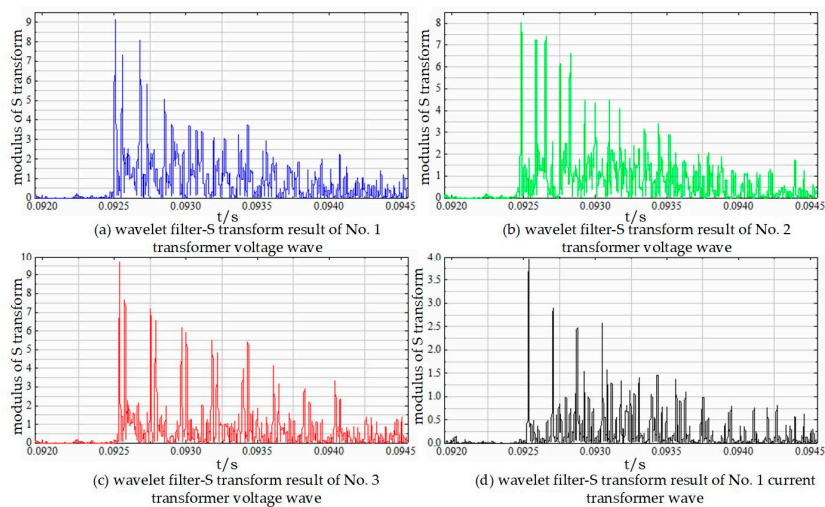 modulus of S transform
9
8
7
6
5
4
3
2
1
0
0.0920 0.0925 0.0930 0.0935 0.0940 0.0945
t/s
(a) wavelet filter-S transform result of No. 1
transformer voltage wave
modulus of S transform
8
7
6
5
4
3
2
1
0
0.0920 0.0925 0.0930 0.0935 0.0940 0.0945
t/s
(b) wavelet filter-S transform result of No. 2
transformer voltage wave
modulus of S transform
10
9
8
7
6
5
4
3
2
1
0
0.0920 0.0925 0.0930 0.0935 0.0940 0.0945
t/s
(c) wavelet filter-S transform result of No. 3
transformer voltage wave
modulus of S transform
4.0
3.5
3.0
2.5
2.0
1.5
1.0
0.5
0.0
0.0920 0.0925 0.0930 0.0935 0.0940 0.0945
t/s
(d) wavelet filter-S transform result of No. 1 current
transformer wave